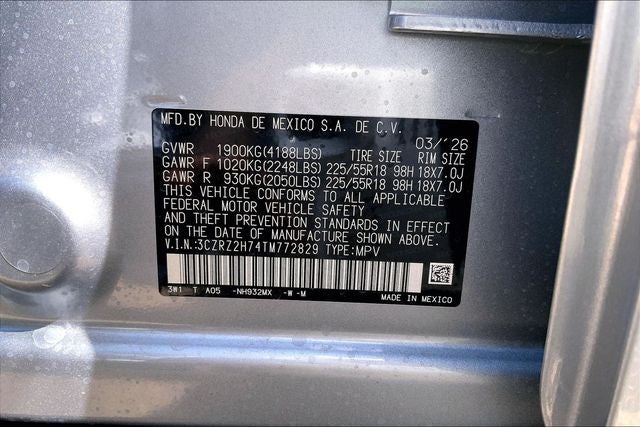 MFD.BY HONDA DE MEXICO S.A. DE C.V.
03/'26
GVWR 1900KG(4188LBS) TIRE SIZE RIM SIZE
GAWR F 1020KG(2248LBS) 225/55R18 98H 18X7.0J
GAWR R 930KG(2050LBS) 225/55R18 98H 18X7.0J
THIS VEHICLE CONFORMS TO ALL APPLICABLE
FEDERAL MOTOR VEHICLE SAFETY
AND THEFT PREVENTION STANDARDS IN EFFECT
ON THE DATE OF MANUFACTURE SHOWN ABOVE.
V.I.N.:3CZRZ2H74TM772829 TYPE:MPV
3W1 T A05 -NH932MX -W -M
MADE IN MEXICO